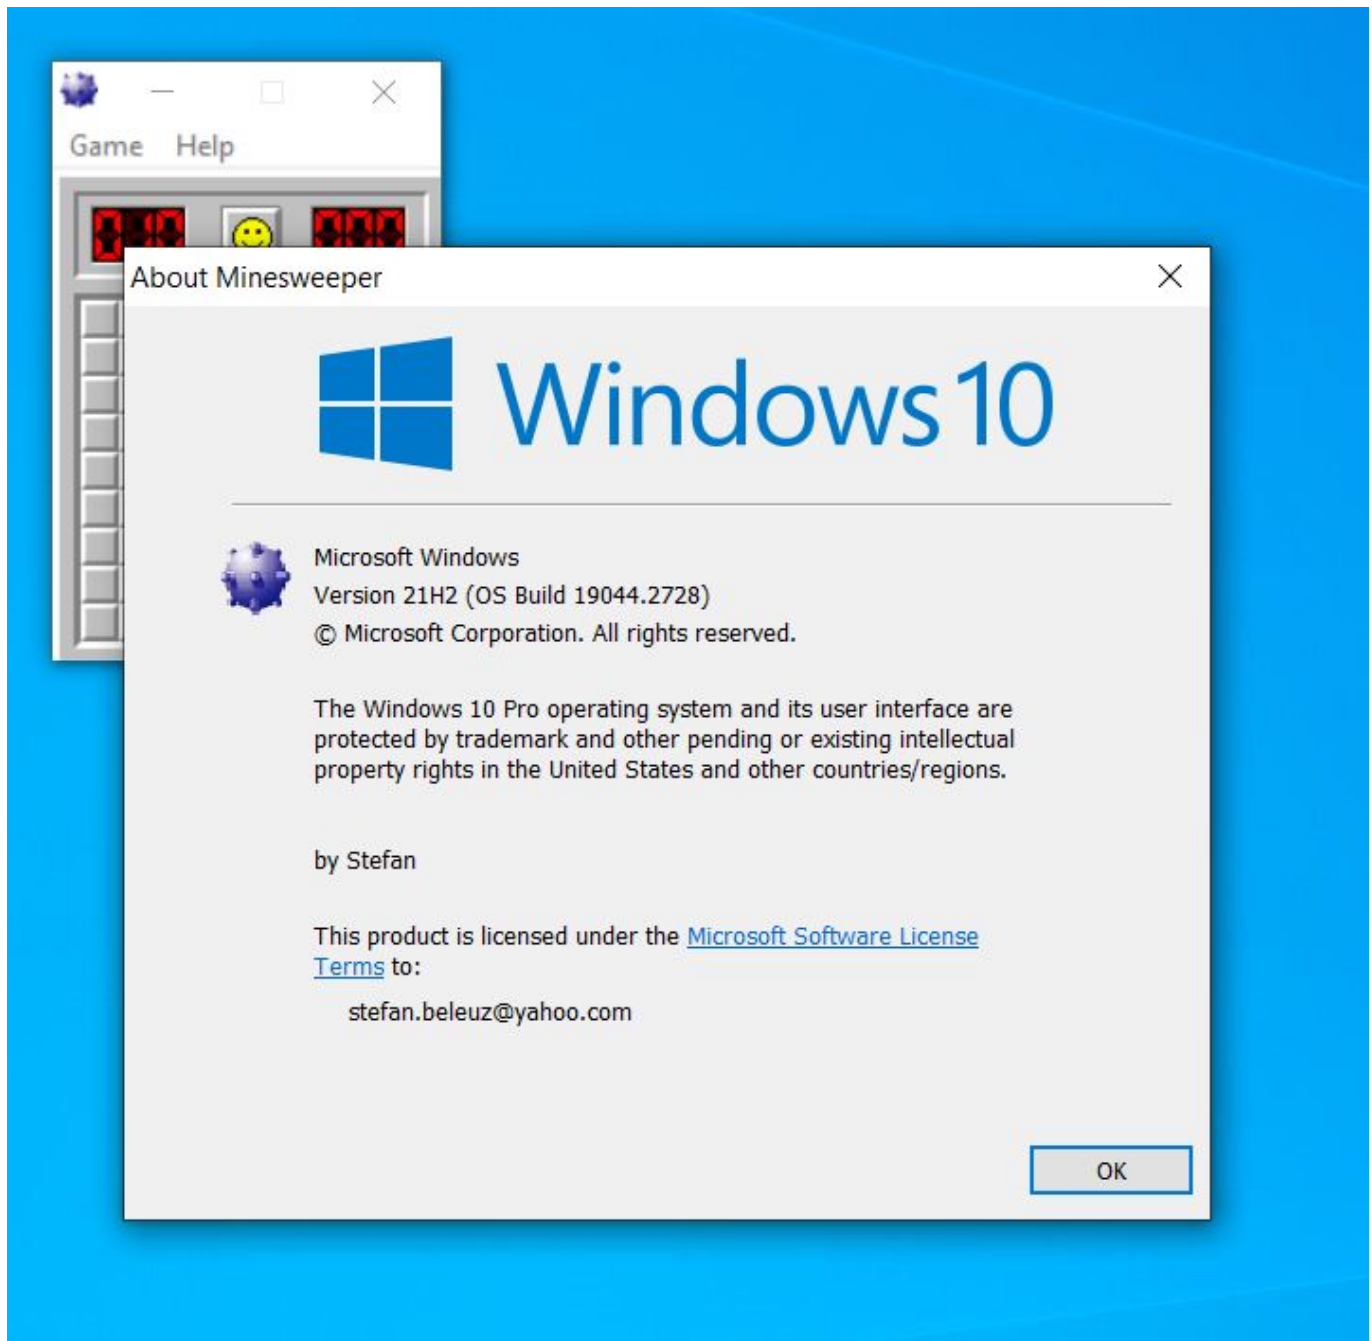 Game Help
010 000
About Minesweeper
Windows 10
Microsoft Windows
Version 21H2 (OS Build 19044.2728)
© Microsoft Corporation. All rights reserved.
The Windows 10 Pro operating system and its user interface are
protected by trademark and other pending or existing intellectual
property rights in the United States and other countries/regions.
by Stefan
This product is licensed under the Microsoft Software License
Terms to:
stefan.beleuz@yahoo.com
OK